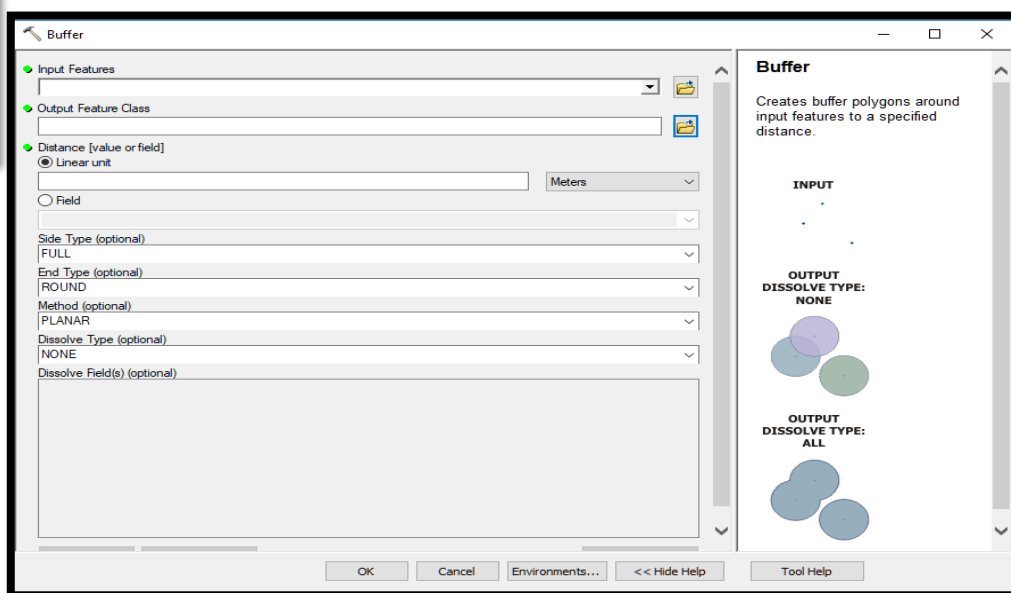 Buffer
Input Features
Output Feature Class
Distance [value or field]
Linear unit
Meters
Field
Side Type (optional)
FULL
End Type (optional)
ROUND
Method (optional)
PLANAR
Dissolve Type (optional)
NONE
Dissolve Field(s) (optional)
OK
Cancel
Environments...
<< Hide Help
Buffer
Creates buffer polygons around
input features to a specified
distance.
INPUT
OUTPUT
DISSOLVE TYPE:
NONE
OUTPUT
DISSOLVE TYPE:
ALL
Tool Help